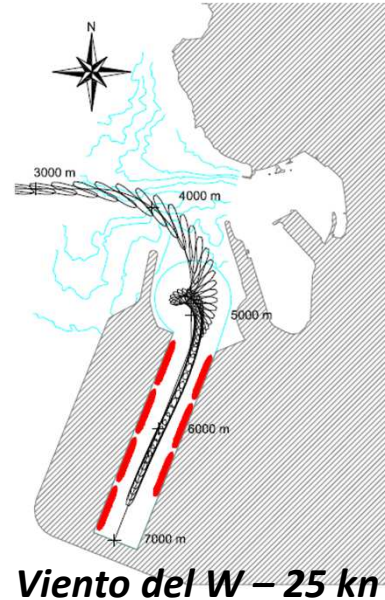 N
3000 m
4000 m
5000 m
6000 m
7000 m
Viento del W – 25 kn